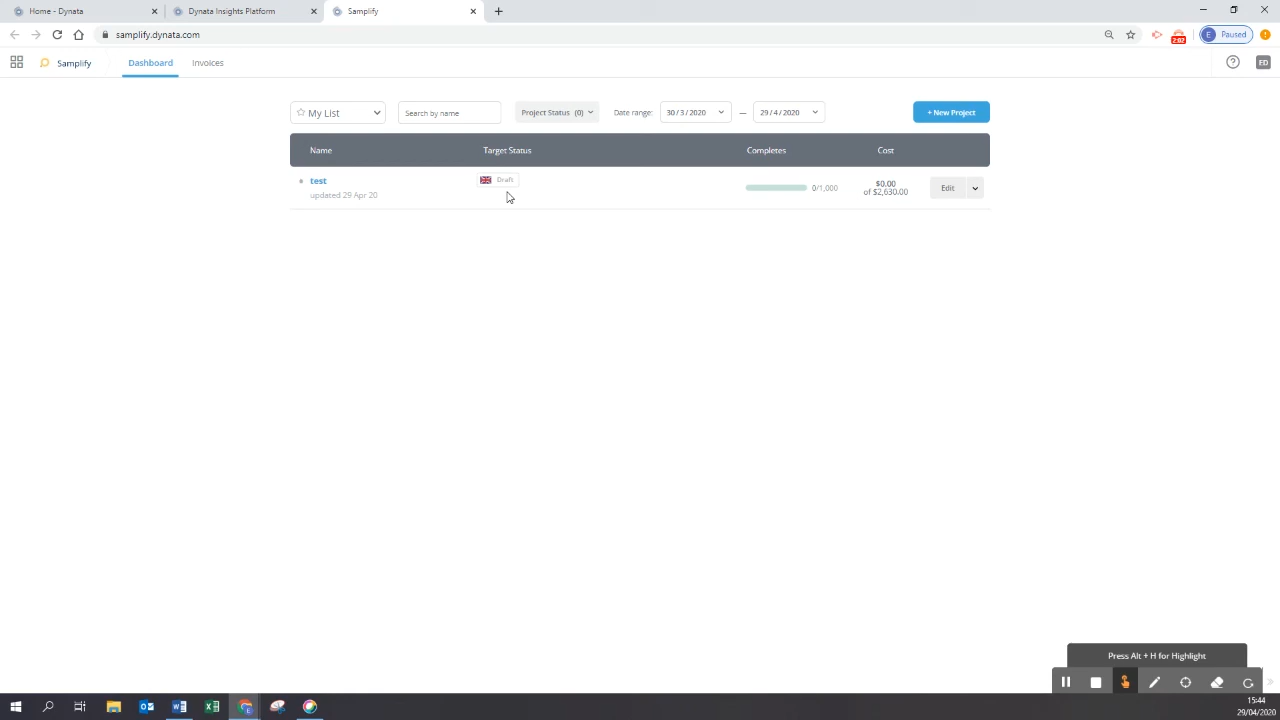 Home - Dynata
Dynata Insights Platform
Samplify
samplify.dynata.com
2:02
E Paused
Samplify
Dashboard
Invoices
ED
My List
Search by name
Project Status (0)
Date range:
30/3/2020
—
29/4/2020
+ New Project
Name
Target Status
Completes
Cost
test
Draft
updated 29 Apr 20
0/1,000
$0.00
of $2,630.00
Edit
Press Alt + H for Highlight
15:44
29/04/2020